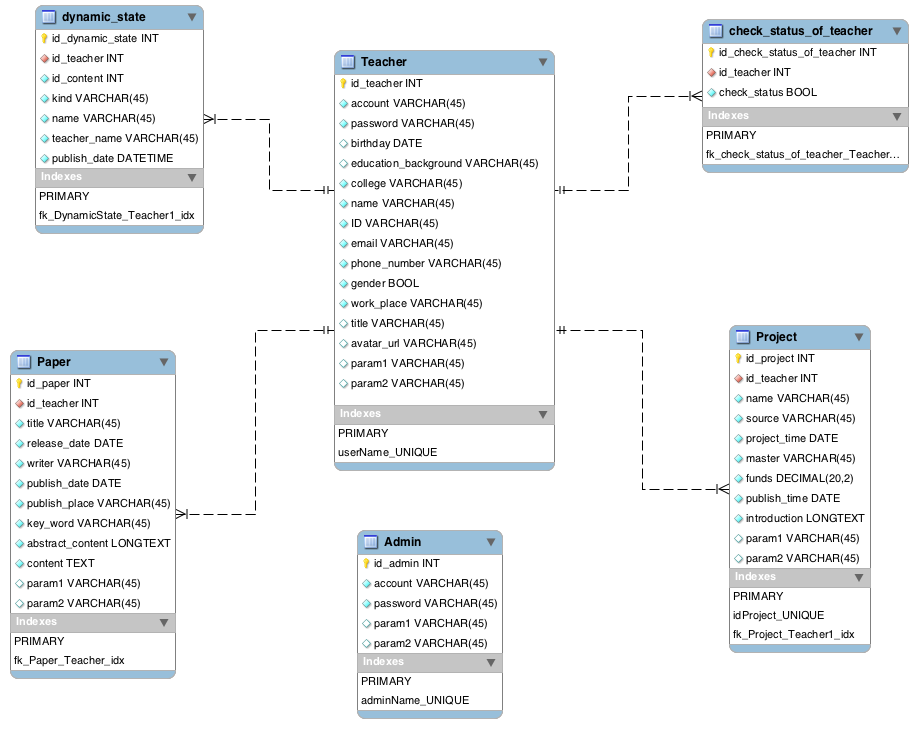 dynamic_state
id_dynamic_state INT
id_teacher INT
id_content INT
kind VARCHAR(45)
name VARCHAR(45)
teacher_name VARCHAR(45)
publish_date DATETIME
Indexes
PRIMARY
fk_DynamicState_Teacher1_idx
Teacher
id_teacher INT
account VARCHAR(45)
password VARCHAR(45)
birthday DATE
education_background VARCHAR(45)
college VARCHAR(45)
name VARCHAR(45)
ID VARCHAR(45)
email VARCHAR(45)
phone_number VARCHAR(45)
gender BOOL
work_place VARCHAR(45)
title VARCHAR(45)
avatar_url VARCHAR(45)
param1 VARCHAR(45)
param2 VARCHAR(45)
Indexes
PRIMARY
userName_UNIQUE
check_status_of_teacher
id_check_status_of_teacher INT
id_teacher INT
check_status BOOL
Indexes
PRIMARY
fk_check_status_of_teacher_Teacher...
Paper
id_paper INT
id_teacher INT
title VARCHAR(45)
release_date DATE
writer VARCHAR(45)
publish_date DATE
publish_place VARCHAR(45)
key_word VARCHAR(45)
abstract_content LONGTEXT
content TEXT
param1 VARCHAR(45)
param2 VARCHAR(45)
Indexes
PRIMARY
fk_Paper_Teacher_idx
Admin
id_admin INT
account VARCHAR(45)
password VARCHAR(45)
param1 VARCHAR(45)
param2 VARCHAR(45)
Indexes
PRIMARY
adminName_UNIQUE
Project
id_project INT
id_teacher INT
name VARCHAR(45)
source VARCHAR(45)
project_time DATE
master VARCHAR(45)
funds DECIMAL(20,2)
publish_time DATE
introduction LONGTEXT
param1 VARCHAR(45)
param2 VARCHAR(45)
Indexes
PRIMARY
idProject_UNIQUE
fk_Project_Teacher1_idx